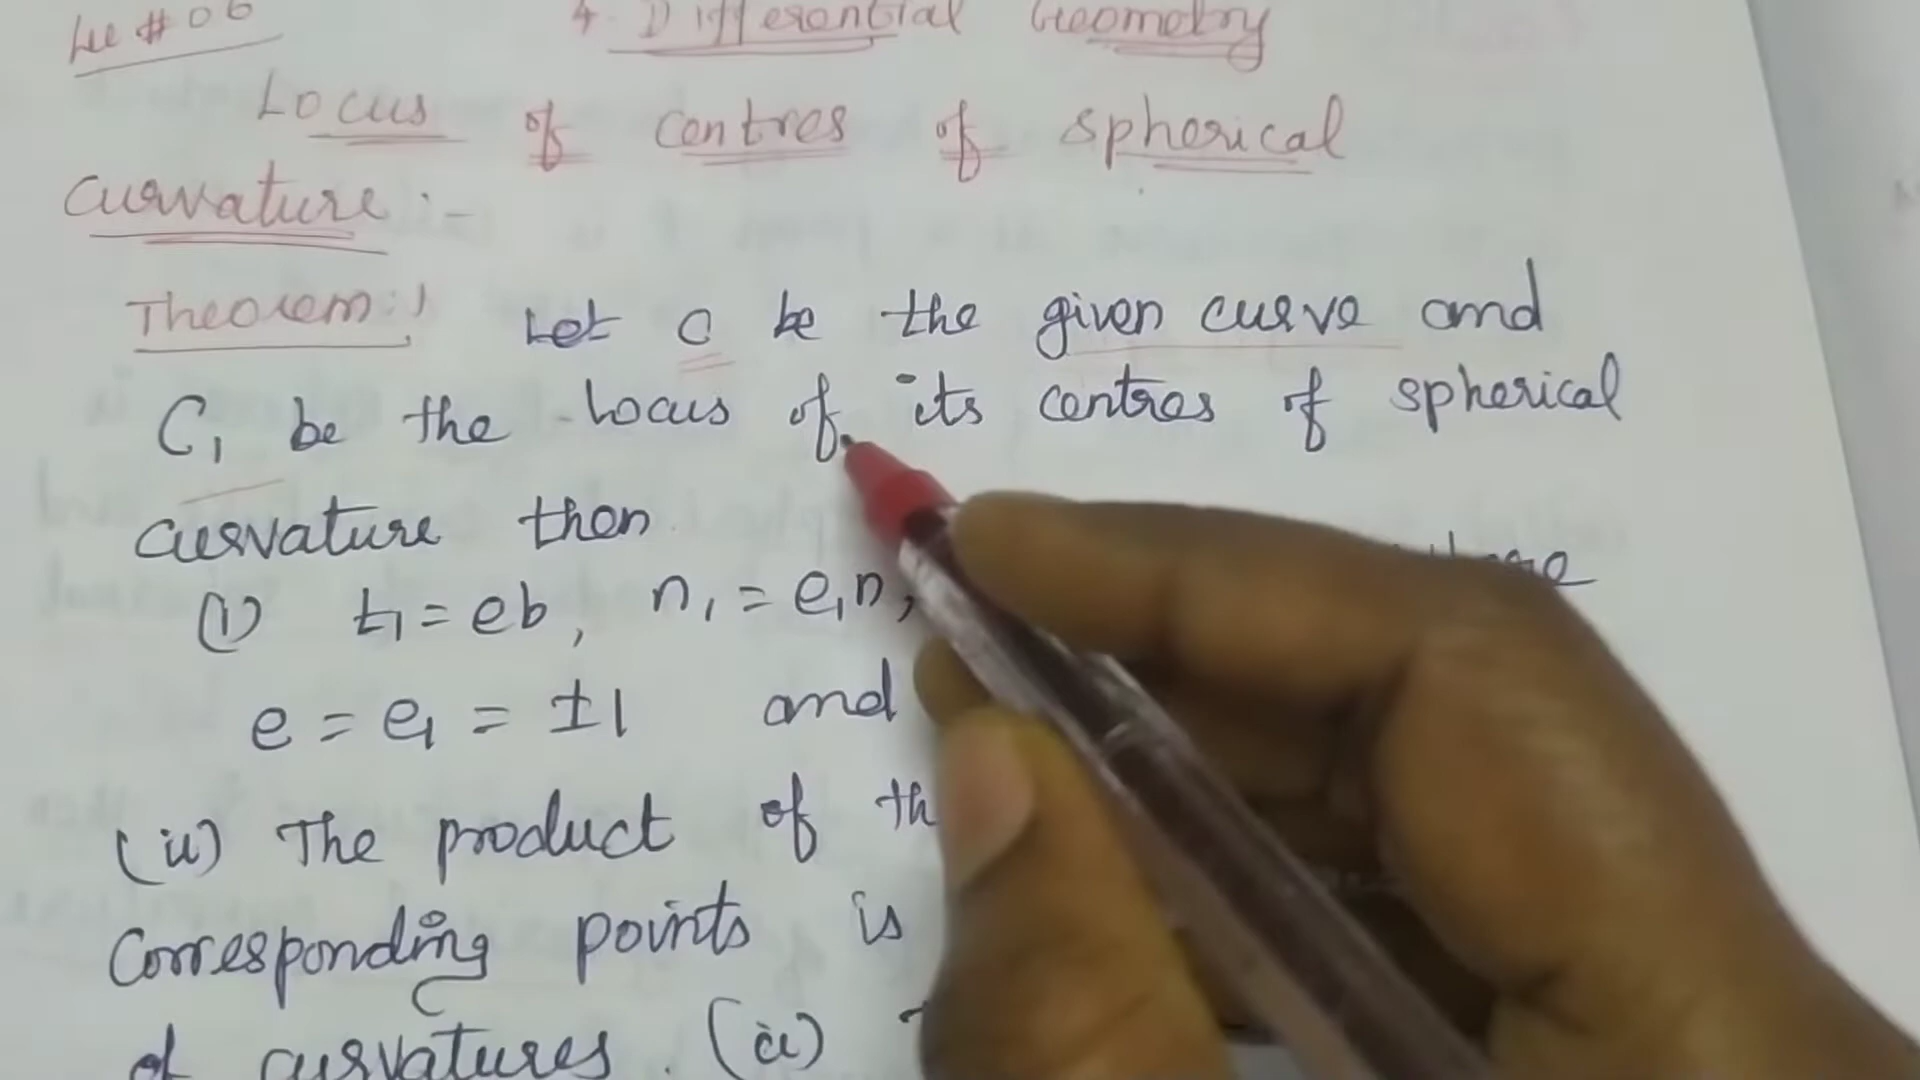 Lec # 06
4. Differential Geometry
Locus of centres of spherical
curvature :-
Theorem :- Let C be the given curve and
C₁ be the Locus of its centres of spherical
curvature then
(i) t₁ = eb, n₁ = e₁n,
e = e₁ = ±1 and
(ii) The product of th
Corresponding points is
of curvatures. (ii)